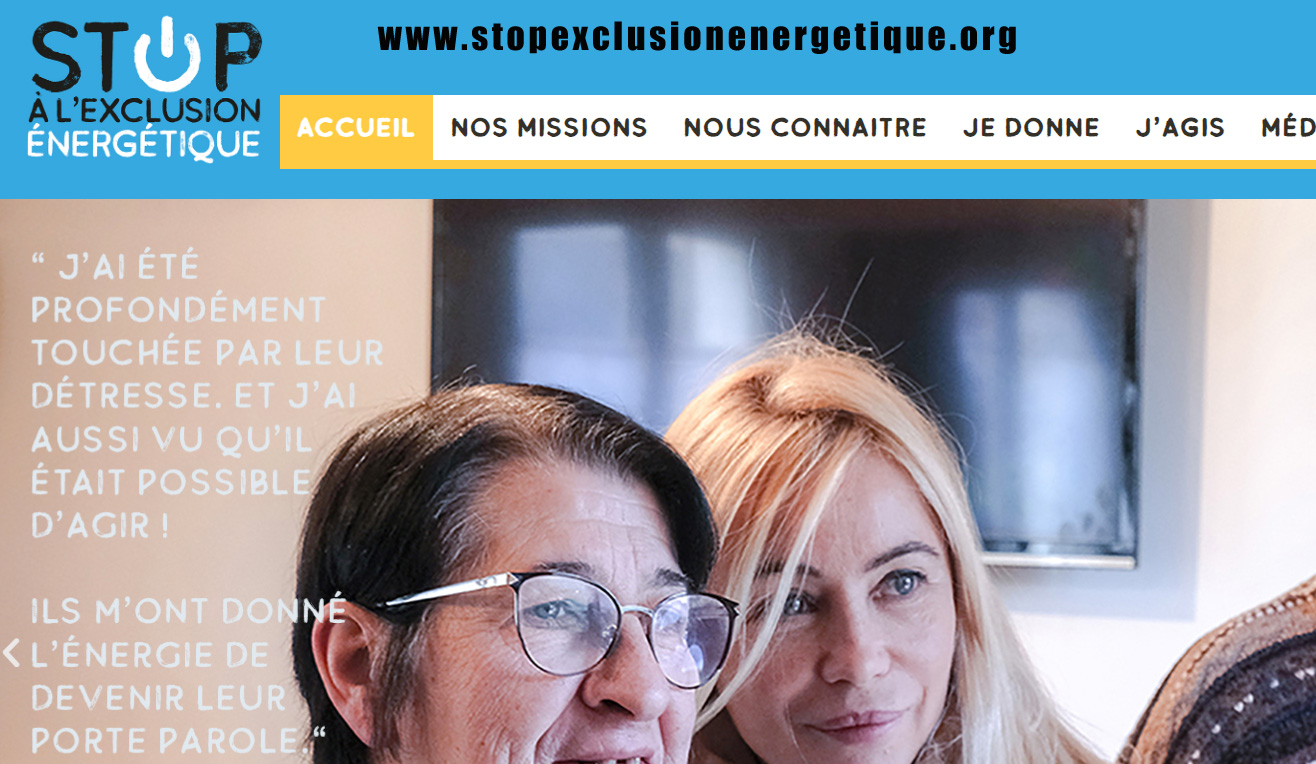 STOP
À L'EXCLUSION
ÉNERGÉTIQUE
www.stopexclusionenergetique.org
ACCUEIL NOS MISSIONS NOUS CONNAITRE JE DONNE J'AGIS MÉD
“ J'AI ÉTÉ
PROFONDÉMENT
TOUCHÉE PAR LEUR
DÉTRESSE. ET J'AI
AUSSI VU QU'IL
ÉTAIT POSSIBLE
D'AGIR !
ILS M'ONT DONNÉ
L'ÉNERGIE DE
DEVENIR LEUR
PORTE PAROLE.“